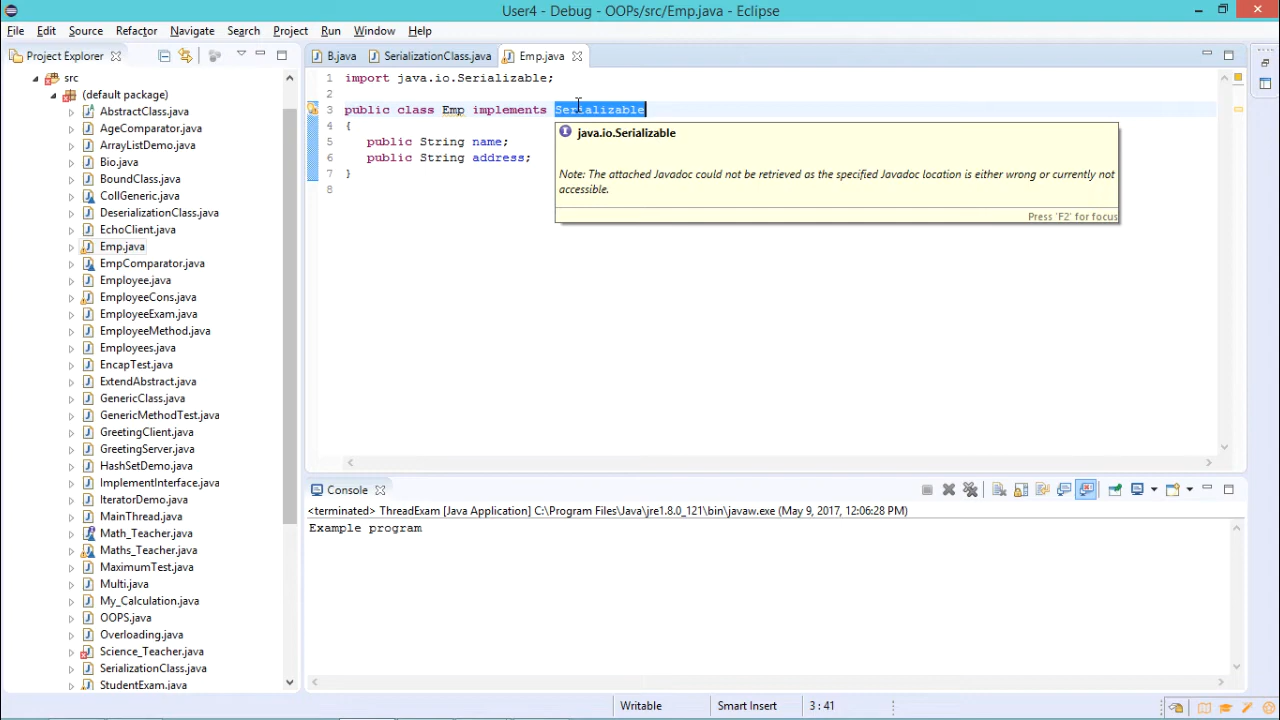 User4 - Debug - OOPs/src/Emp.java - Eclipse
File Edit Source Refactor Navigate Search Project Run Window Help
Project Explorer
B.java SerializationClass.java Emp.java
src
(default package)
AbstractClass.java
AgeComparator.java
ArrayListDemo.java
Bio.java
BoundClass.java
CollGeneric.java
DeserializationClass.java
EchoClient.java
Emp.java
EmpComparator.java
Employee.java
EmployeeCons.java
EmployeeExam.java
EmployeeMethod.java
Employees.java
EncapTest.java
ExtendAbstract.java
GenericClass.java
GenericMethodTest.java
GreetingClient.java
GreetingServer.java
HashSetDemo.java
ImplementInterface.java
IteratorDemo.java
MainThread.java
Math_Teacher.java
Maths_Teacher.java
MaximumTest.java
Multi.java
My_Calculation.java
OOPS.java
Overloading.java
Science_Teacher.java
SerializationClass.java
StudentExam.java
1 import java.io.Serializable;
2
3 public class Emp implements Serializable
4 {
5 public String name;
6 public String address;
7 }
8
java.io.Serializable
Note: The attached Javadoc could not be retrieved as the specified Javadoc location is either wrong or currently not
accessible.
Press 'F2' for focus
Console
<terminated> ThreadExam [Java Application] C:\Program Files\Java\jre1.8.0_121\bin\javaw.exe (May 9, 2017, 12:06:28 PM)
Example program
Writable Smart Insert 3 : 41